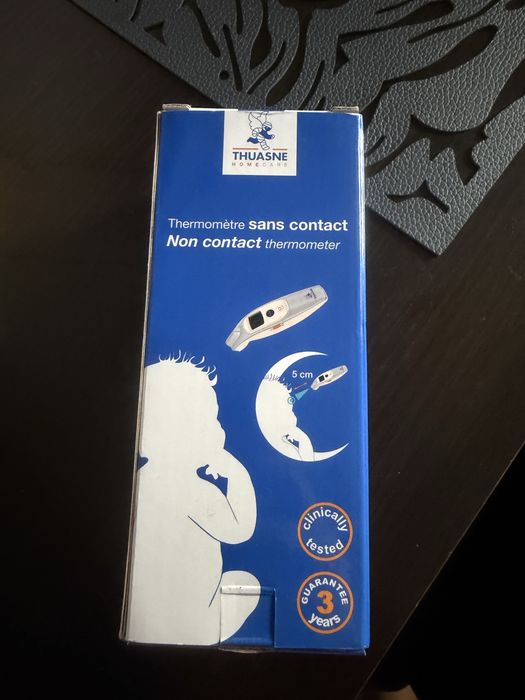 THUASNE
HOMECARE
Thermomètre sans contact
Non contact thermometer
5 cm
clinically
tested
GUARANTEE
3
years